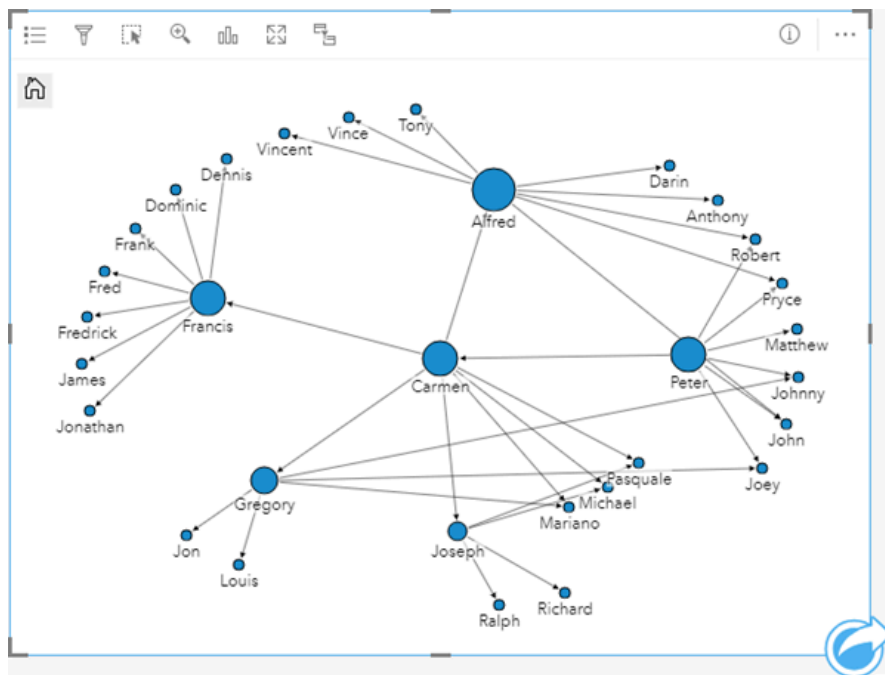 Tony
Vince
Vincent
Dennis
Darin
Dominic
Anthony
Alfred
Frank
Robert
Fred
Pryce
Fredrick
Francis
Matthew
James
Carmen
Peter
Johnny
Jonathan
John
Pasquale
Joey
Gregory
Michael
Mariano
Jon
Joseph
Louis
Richard
Ralph